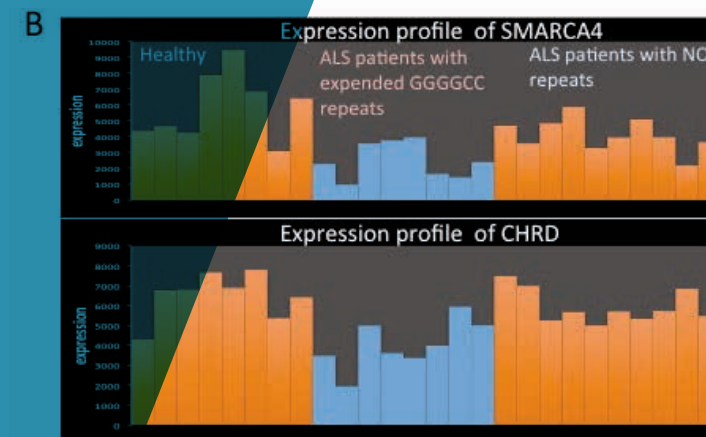 B
Expression profile of SMARCA4
Healthy
ALS patients with
expended GGGGCC
repeats
ALS patients with NO
repeats
expression
10000
9000
8000
7000
6000
5000
4000
3000
2000
1000
0
Expression profile of CHRD
expression
9000
8000
7000
6000
5000
4000
3000
2000
1000
0